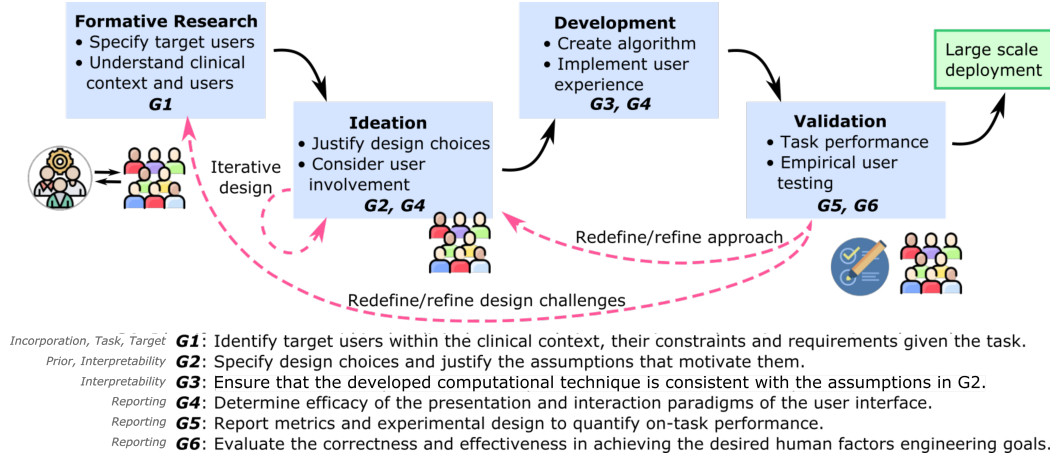 Formative Research
• Specify target users
• Understand clinical
context and users
G1
Ideation
• Justify design choices
• Consider user
involvement
G2, G4
Development
• Create algorithm
• Implement user
experience
G3, G4
Validation
• Task performance
• Empirical user
testing
G5, G6
Large scale
deployment
Iterative
design
Redefine/refine approach
Redefine/refine design challenges
Incorporation, Task, Target G1: Identify target users within the clinical context, their constraints and requirements given the task.
Prior, Interpretability G2: Specify design choices and justify the assumptions that motivate them.
Interpretability G3: Ensure that the developed computational technique is consistent with the assumptions in G2.
Reporting G4: Determine efficacy of the presentation and interaction paradigms of the user interface.
Reporting G5: Report metrics and experimental design to quantify on-task performance.
Reporting G6: Evaluate the correctness and effectiveness in achieving the desired human factors engineering goals.